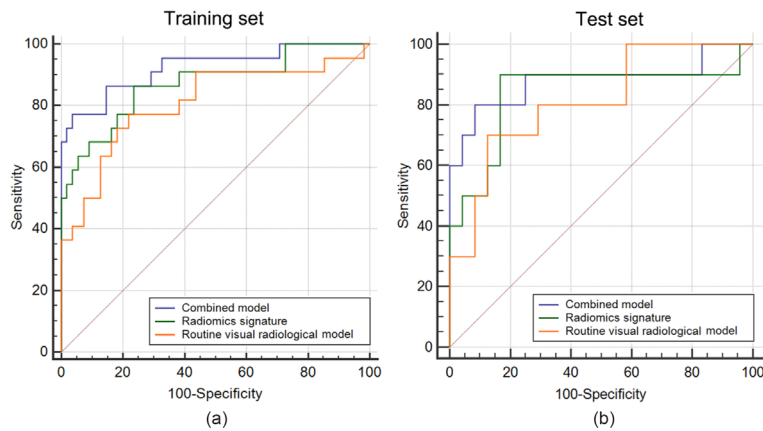 Training set
100
80
60
40
20
0
Sensitivity
0
20
40
60
80
100
100-Specificity
Combined model
Radiomics signature
Routine visual radiological model
(a)
Test set
100
80
60
40
20
0
Sensitivity
0
20
40
60
80
100
100-Specificity
Combined model
Radiomics signature
Routine visual radiological model
(b)